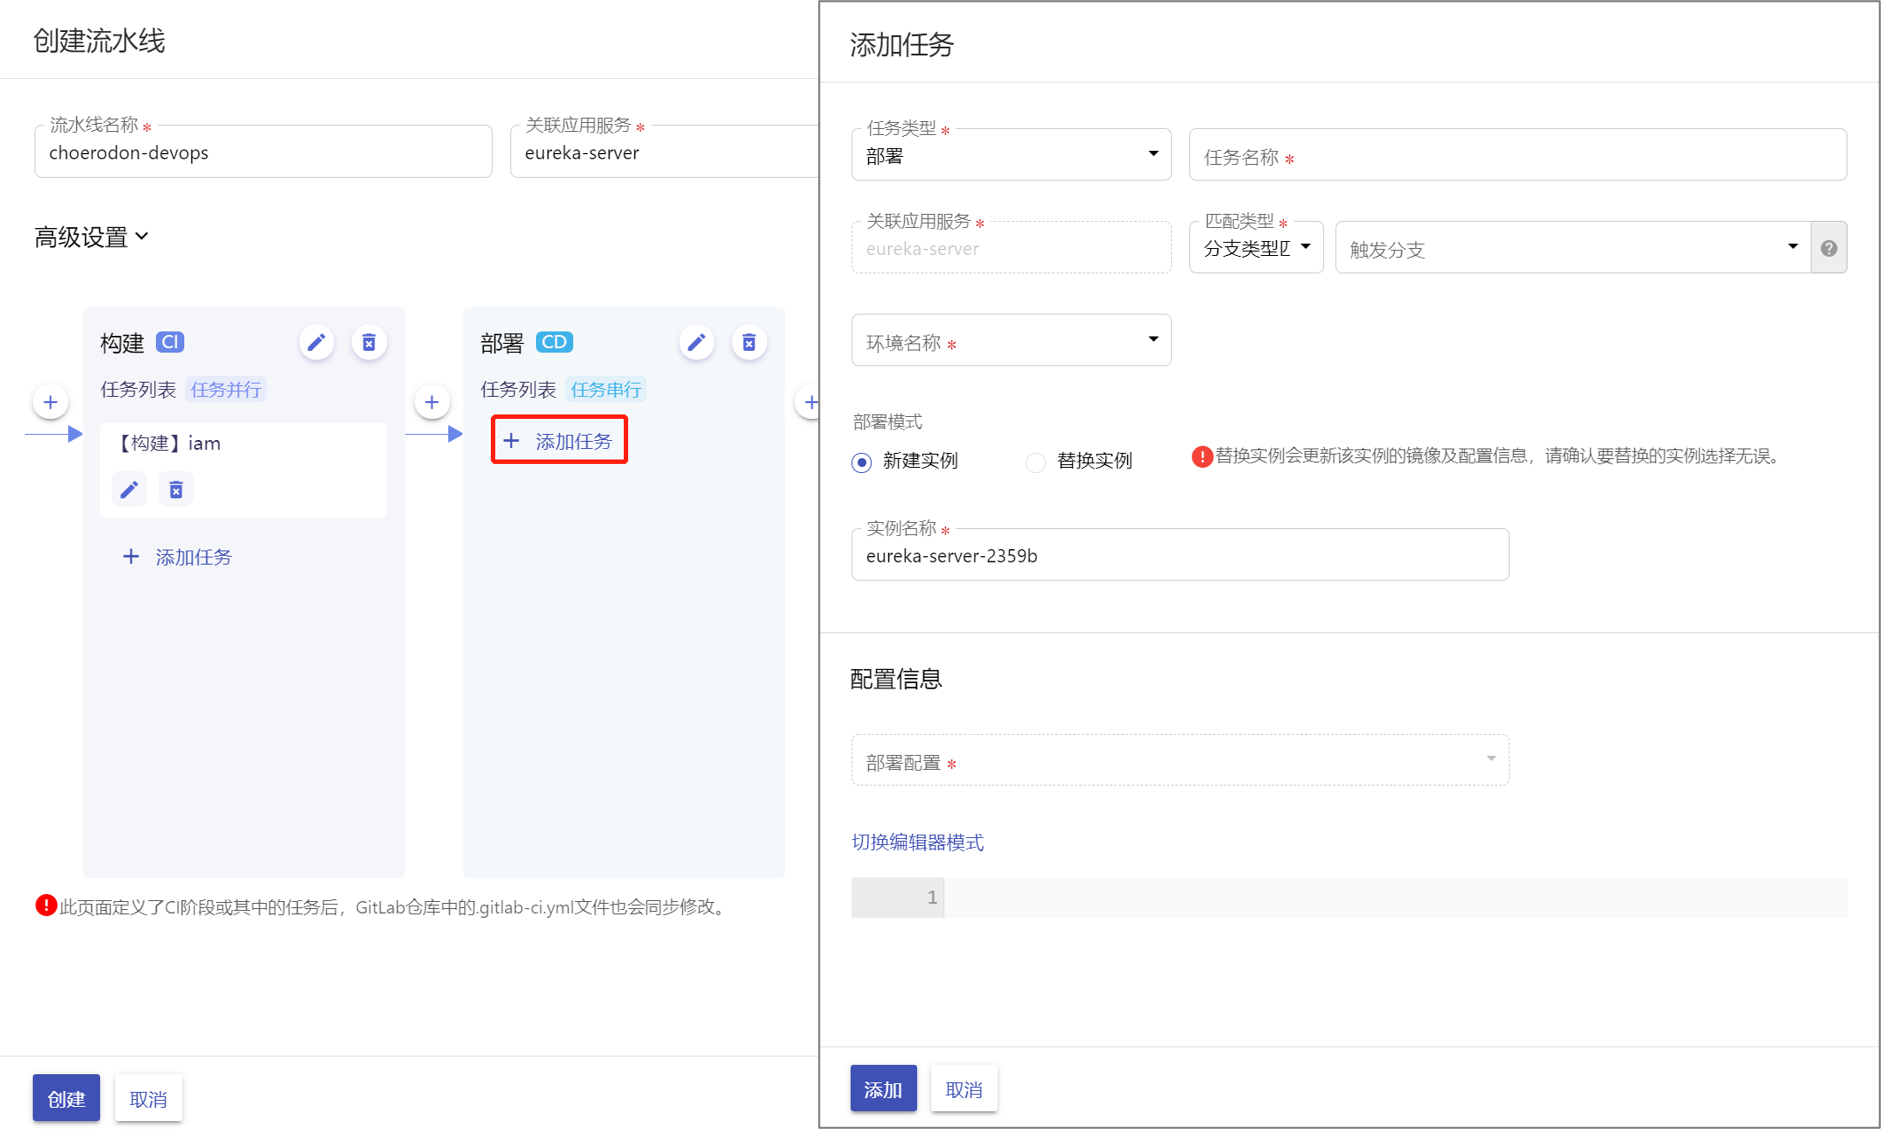 创建流水线
流水线名称 *
choerodon-devops
关联应用服务 *
eureka-server
高级设置
构建 CI
任务列表 任务并行
【构建】iam
+ 添加任务
部署 CD
任务列表 任务串行
+ 添加任务
此页面定义了CI阶段或其中的任务后，GitLab仓库中的.gitlab-ci.yml文件也会同步修改。
创建 取消
添加任务
任务类型 *
部署
任务名称 *
关联应用服务 *
eureka-server
匹配类型 *
分支类型匹
触发分支
环境名称 *
部署模式
新建实例 替换实例
替换实例会更新该实例的镜像及配置信息，请确认要替换的实例选择无误。
实例名称 *
eureka-server-2359b
配置信息
部署配置 *
切换编辑器模式
1
添加 取消